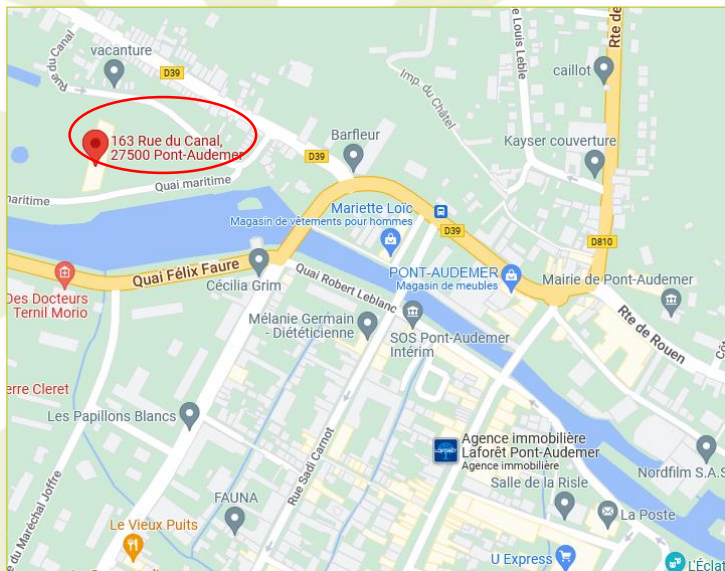 Rue du Canal
vacanture
D39
e Louis Leble
Rte de
caillot
Imp. du Châtel
163 Rue du Canal,
27500 Pont-Audemer
Barfleur
D39
Kayser couverture
maritime
Quai maritime
Mariette Loïc
Magasin de vêtements pour hommes
D39
D810
Quai Félix Faure
Cécilia Grim
Quai Robert Leblanc
PONT-AUDEMER
Magasin de meubles
Mairie de Pont-Audemer
Des Docteurs
Ternil Morio
Mélanie Germain
- Diététicienne
SOS Pont-Audemer
Intérim
Rte de Rouen
erre Cleret
Les Papillons Blancs
Rue Sadi Carnot
LAFORÊT
Agence immobilière
Laforêt Pont-Audemer
Agence immobilière
Nordfilm S.A.S
Salle de la Risle
e du Maréchal Joffre
FAUNA
La Poste
Le Vieux Puits
U Express
L'Éclat